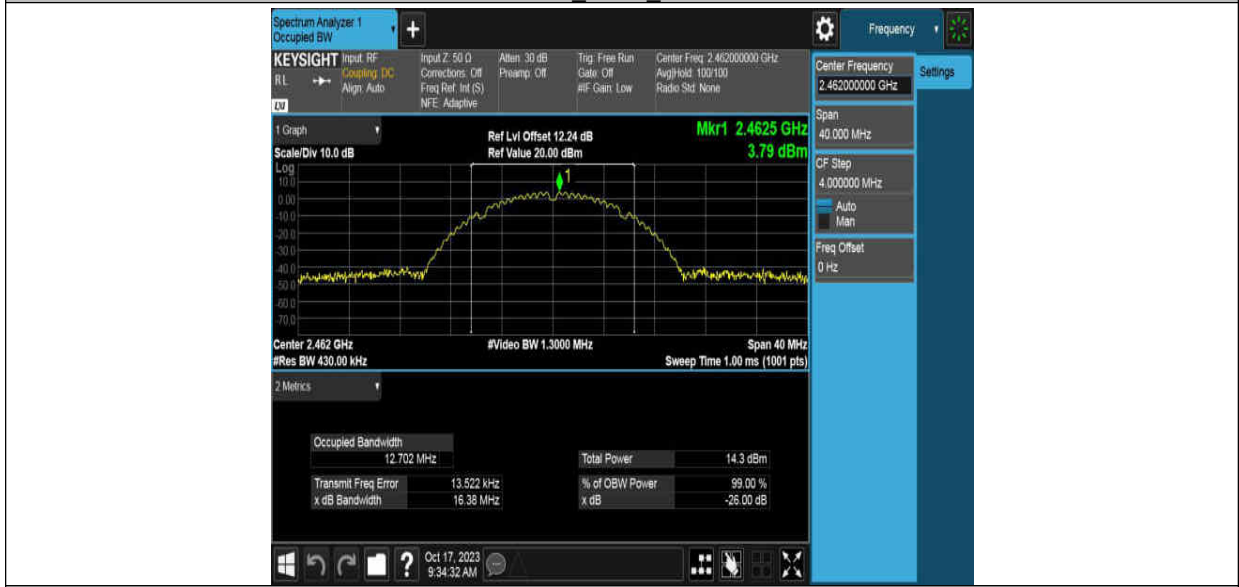 Spectrum Analyzer 1
Occupied BW
Frequency
KEYSIGHT
RL
Input: RF
Coupling: DC
Align: Auto
Input Z: 50 Ω
Corrections: Off
Freq Ref: Int (S)
NFE: Adaptive
Atten: 30 dB
Preamp: Off
Trig: Free Run
Gate: Off
#IF Gain: Low
Center Freq: 2.462000000 GHz
Avg|Hold: 100/100
Radio Std: None
Center Frequency
2.462000000 GHz
Settings
Span
40.000 MHz
CF Step
4.000000 MHz
Auto
Man
Freq Offset
0 Hz
1 Graph
Scale/Div 10.0 dB
Ref Lvl Offset 12.24 dB
Ref Value 20.00 dBm
Mkr1 2.4625 GHz
3.79 dBm
Log
10.0
0.00
-10.0
-20.0
-30.0
-40.0
-50.0
-60.0
-70.0
1
Center 2.462 GHz
#Res BW 430.00 kHz
#Video BW 1.3000 MHz
Span 40 MHz
Sweep Time 1.00 ms (1001 pts)
2 Metrics
Occupied Bandwidth
12.702 MHz
Total Power 14.3 dBm
Transmit Freq Error 13.522 kHz
% of OBW Power 99.00 %
x dB Bandwidth 16.38 MHz
x dB -26.00 dB
Oct 17, 2023
9:34:32 AM